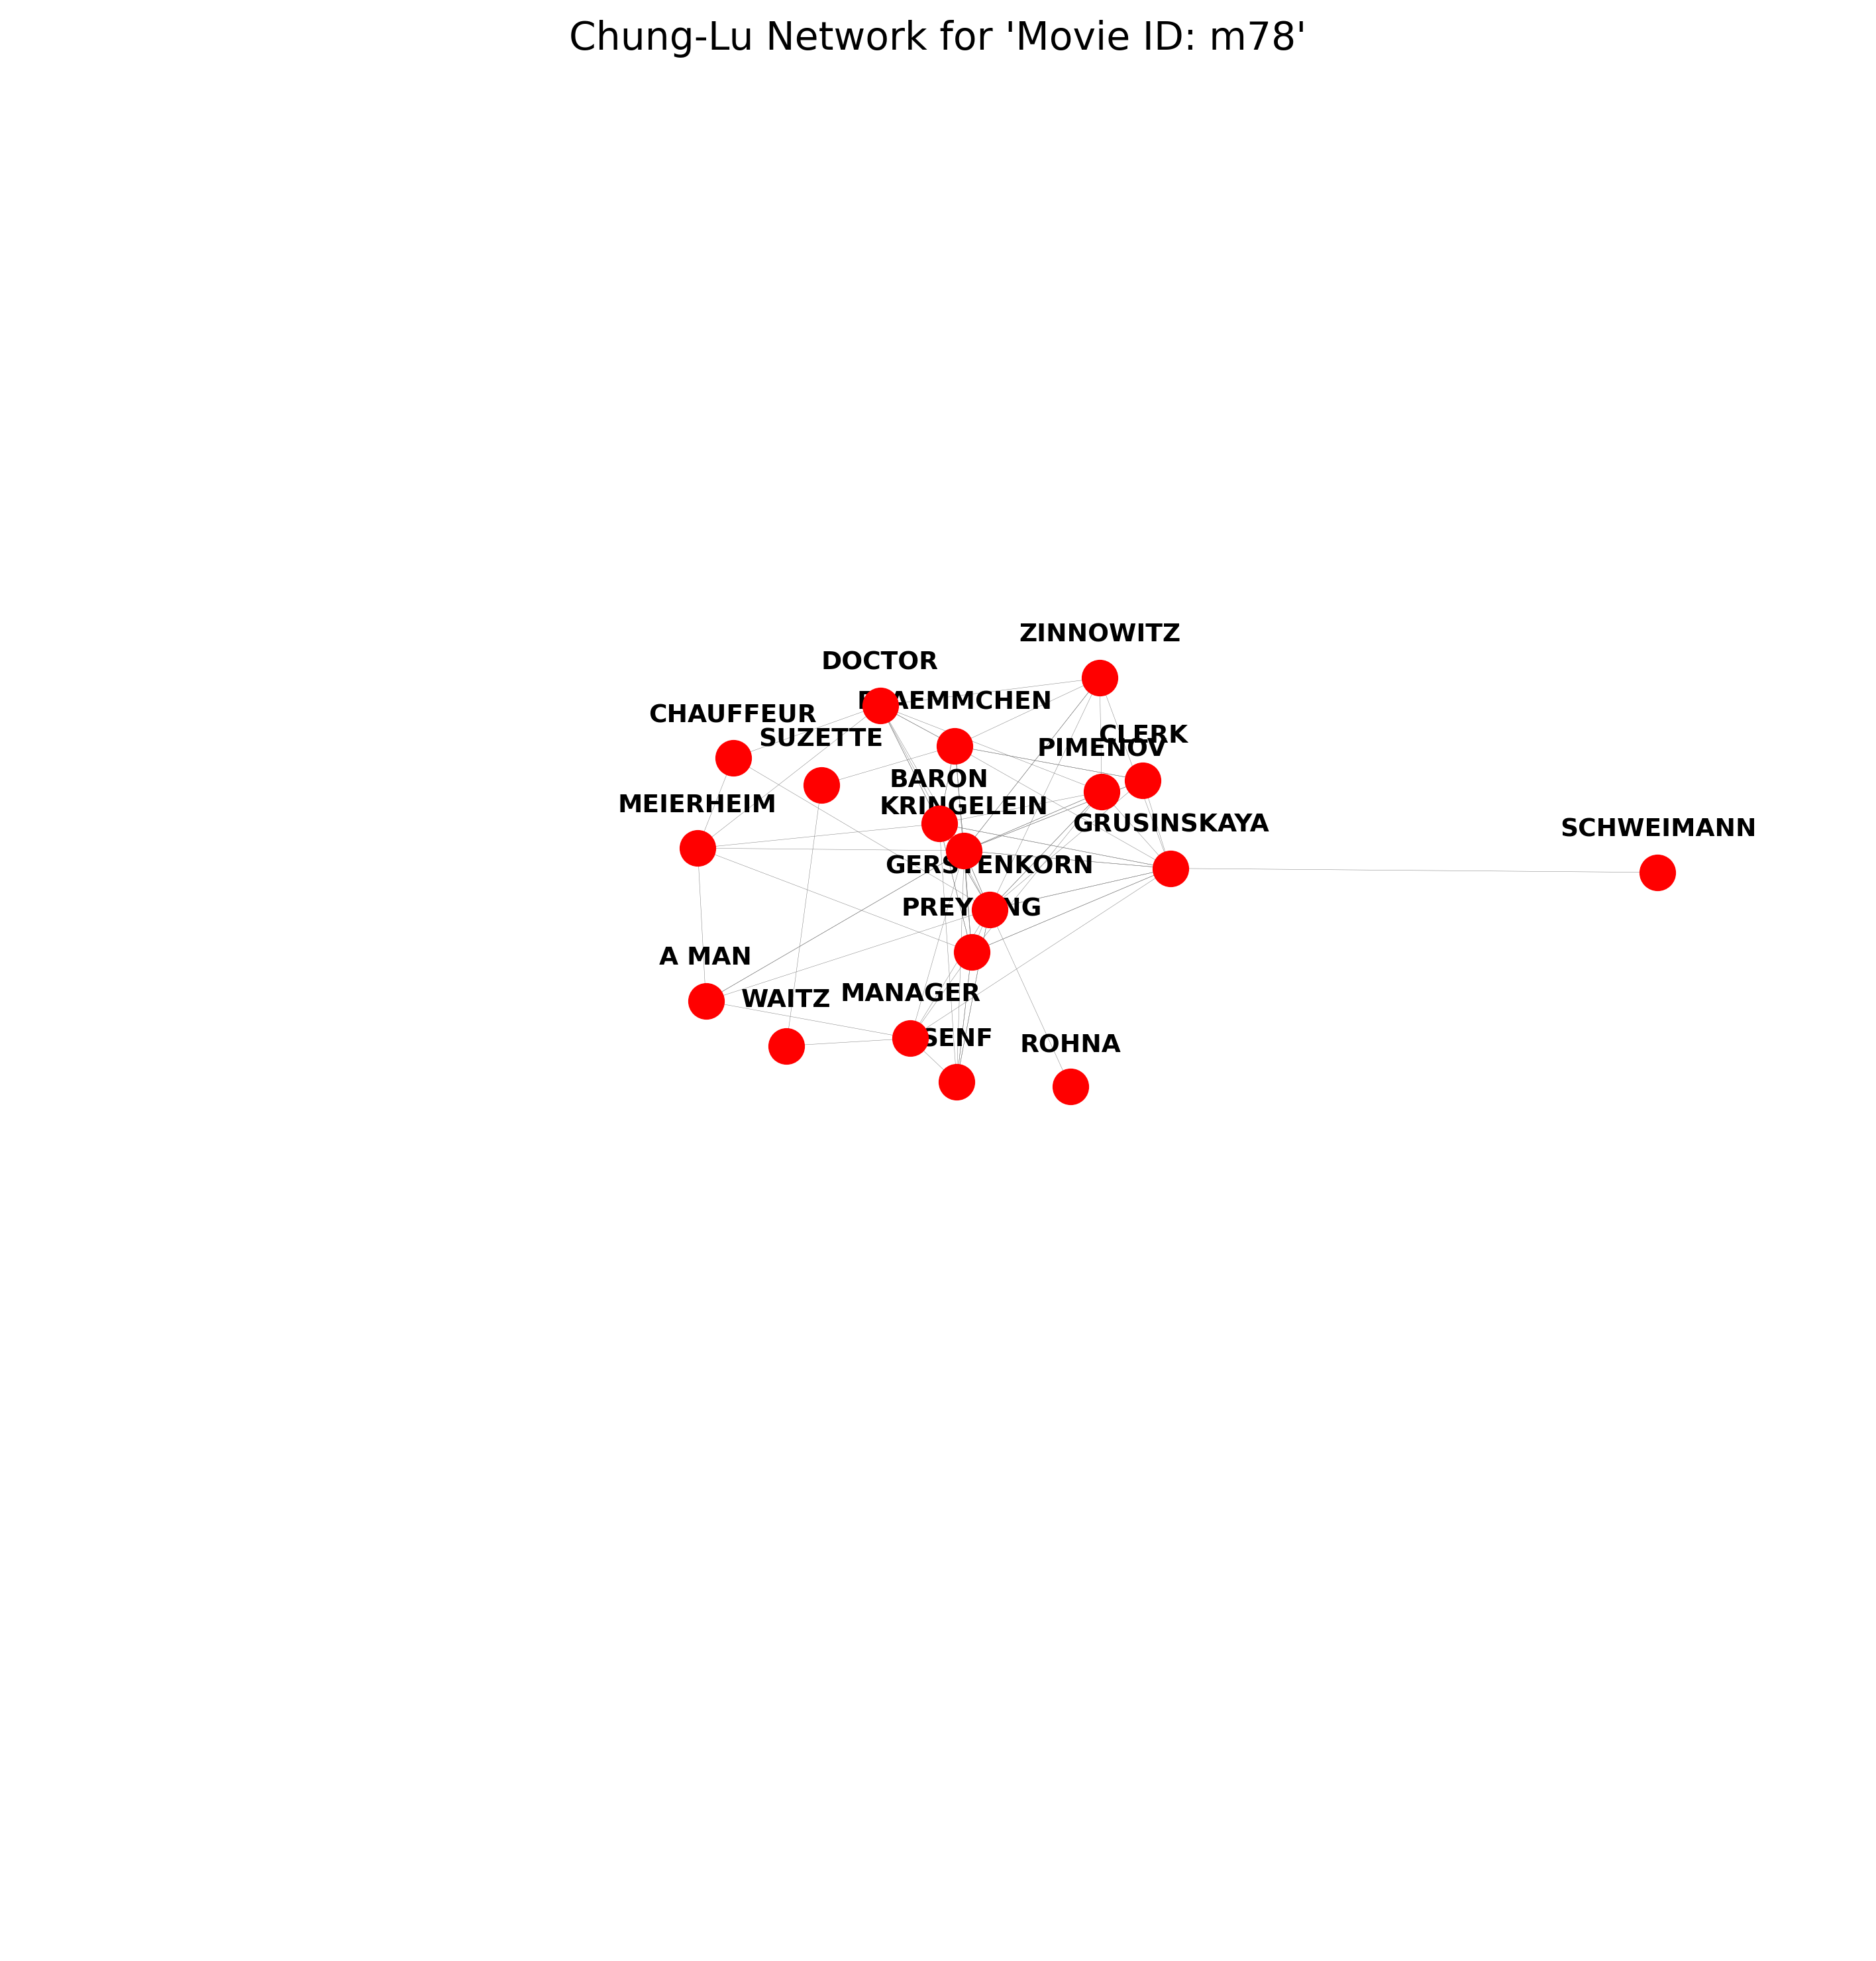 Chung-Lu Network for 'Movie ID: m78'
ZINNOWITZ
DOCTOR
CHAUFFEUR
SUZETTE
CLERK
PIMENOV
BARON
MEIERHEIM
KRINGELEIN
GRUSINSKAYA
SCHWEIMANN
GERSTENKORN
A MAN
WAITZ
MANAGER
SENF
ROHNA